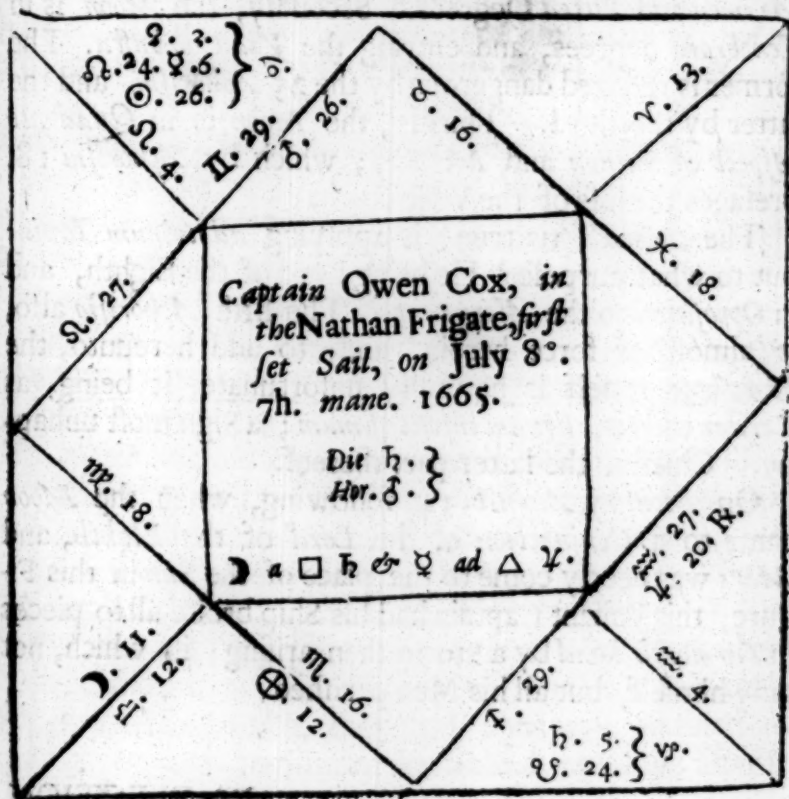 ♀. 2.
☊. 24. ☿. 6. } ♋.
☉. 26.
♌. 4.
♊. 29.
♂. 26.
♉. 16.
♈. 13.
♌. 27.
♓. 18.
Captain Owen Cox, in
the Nathan Frigate, firſt
ſet Sail, on July 8°.
7h. mane. 1665.
Die ♄. }
Hor. ♂. }
☽ a □ ♄ & ☿ ad △ ♃.
♍. 18.
♒. 27.
♃. 20. ℞.
☽. 11.
♎. 12.
♏. 16.
⊗ 12.
♐. 29.
♒. 4.
♄. 5. } ♑.
☋. 24.